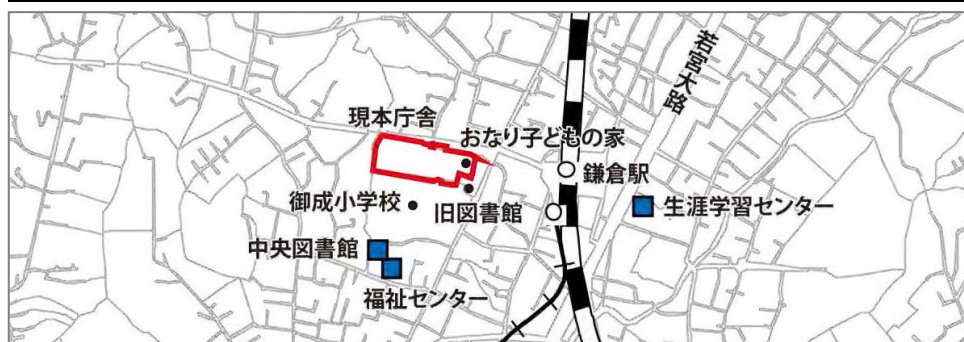 若宮大路
現本庁舎
おなり子どもの家
鎌倉駅
御成小学校
旧図書館
生涯学習センター
中央図書館
福祉センター